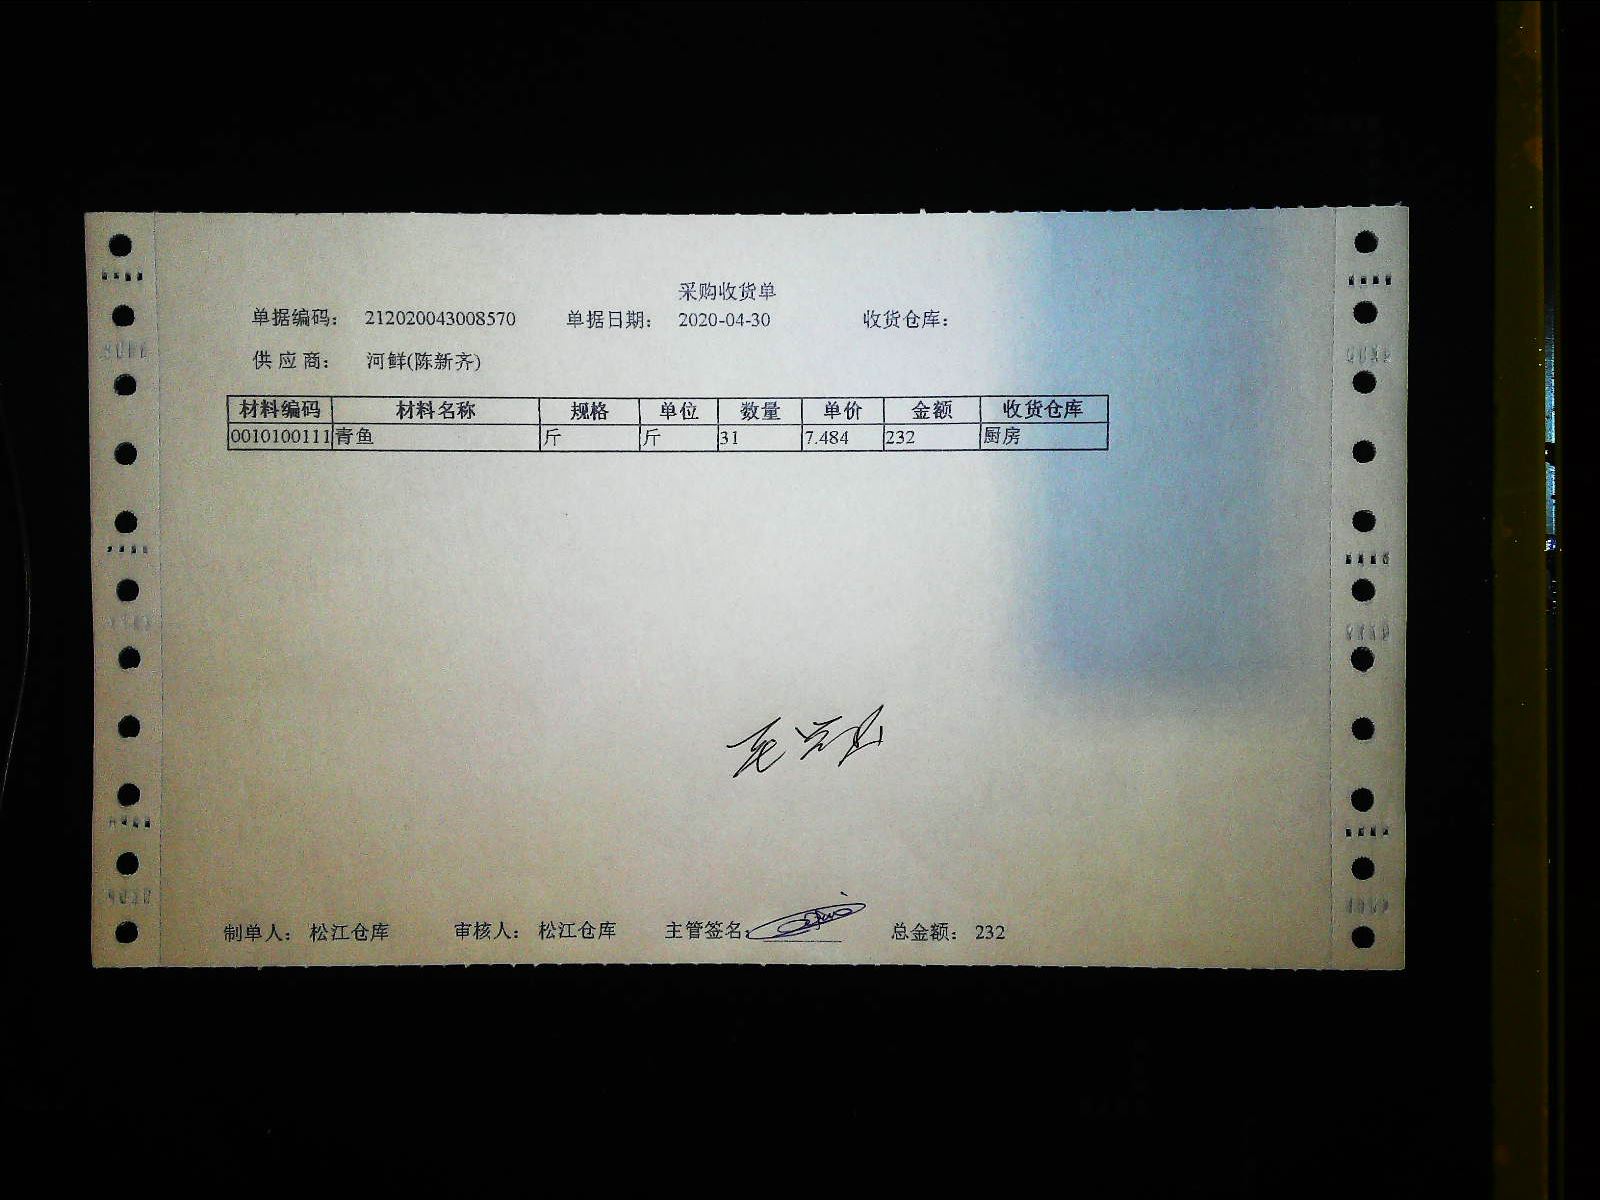 采购收货单
单据编码： 212020043008570 单据日期： 2020-04-30 收货仓库：
供应商： 河鲜(陈新齐)
材料编码 材料名称 规格 单位 数量 单价 金额 收货仓库
0010100111 青鱼 斤 斤 31 7.484 232 厨房
制单人： 松江仓库 审核人： 松江仓库 主管签名： 总金额： 232